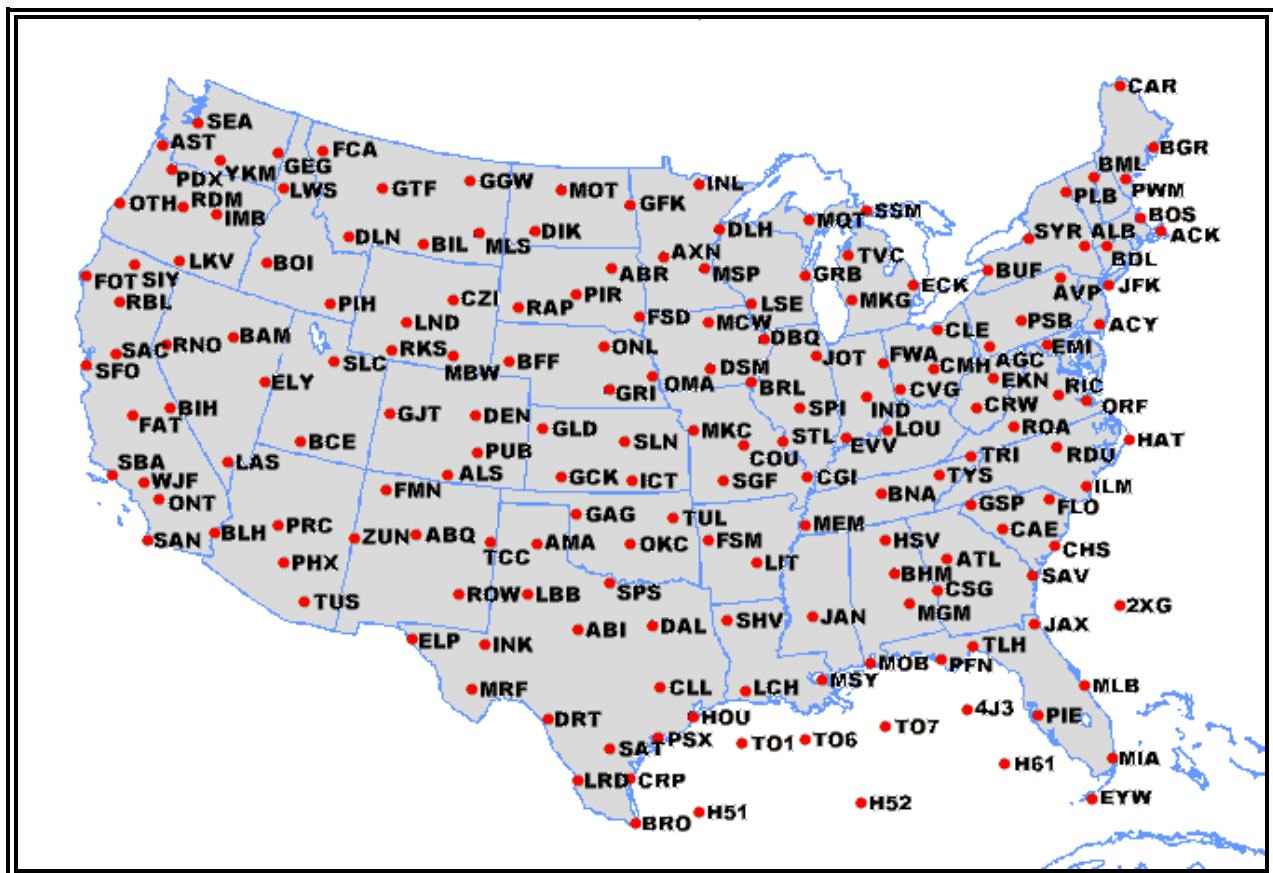 CAR
SEA
AST
FCA
BGR
GEG
YKM
PDX
BML
LWS
GTF
GGW
MOT
INL
PWM
PLB
OTH
RDM
IMB
GFK
MQT
SSM
BOS
ACK
DLN
BIL
MLS
DIK
DLH
SYR
ALB
BDL
LKV
BOI
AXN
TVC
FOT
SIY
ABR
MSP
GRB
BUF
ECK
AVP
JFK
RBL
PIH
CZI
RAP
PIR
LSE
MKG
LND
FSD
MCW
CLE
PSB
ACY
RNO
BAM
DBQ
SAC
SFO
SLC
RKS
MBW
BFF
ONL
JOT
FWA
AGC
EMI
ELY
DSM
CMH
OMA
GRI
BRL
CVG
EKN
RIC
ORF
BIH
FAT
GJT
DEN
SPI
IND
CRW
BCE
GLD
SLN
MKC
COU
STL
EVV
LOU
ROA
HAT
PUB
SBA
LAS
TRI
RDU
WJF
ONT
ALS
FMN
GCK
ICT
SGF
CGI
TYS
BNA
ILM
GSP
FLO
GAG
TUL
MEM
CAE
BLH
PRC
SAN
ZUN
ABQ
TCC
AMA
OKC
FSM
HSV
CHS
PHX
LIT
ATL
BHM
SAV
TUS
ROW
LBB
SPS
CSG
MGM
2XG
ELP
INK
ABI
DAL
SHV
JAN
JAX
TLH
MOB
PFN
MRF
CLL
LCH
MSY
MLB
DRT
HOU
4J3
PIE
TO7
SAT
PSX
TO1
TO6
H61
MIA
LRD
CRP
EYW
BRO
H51
H52